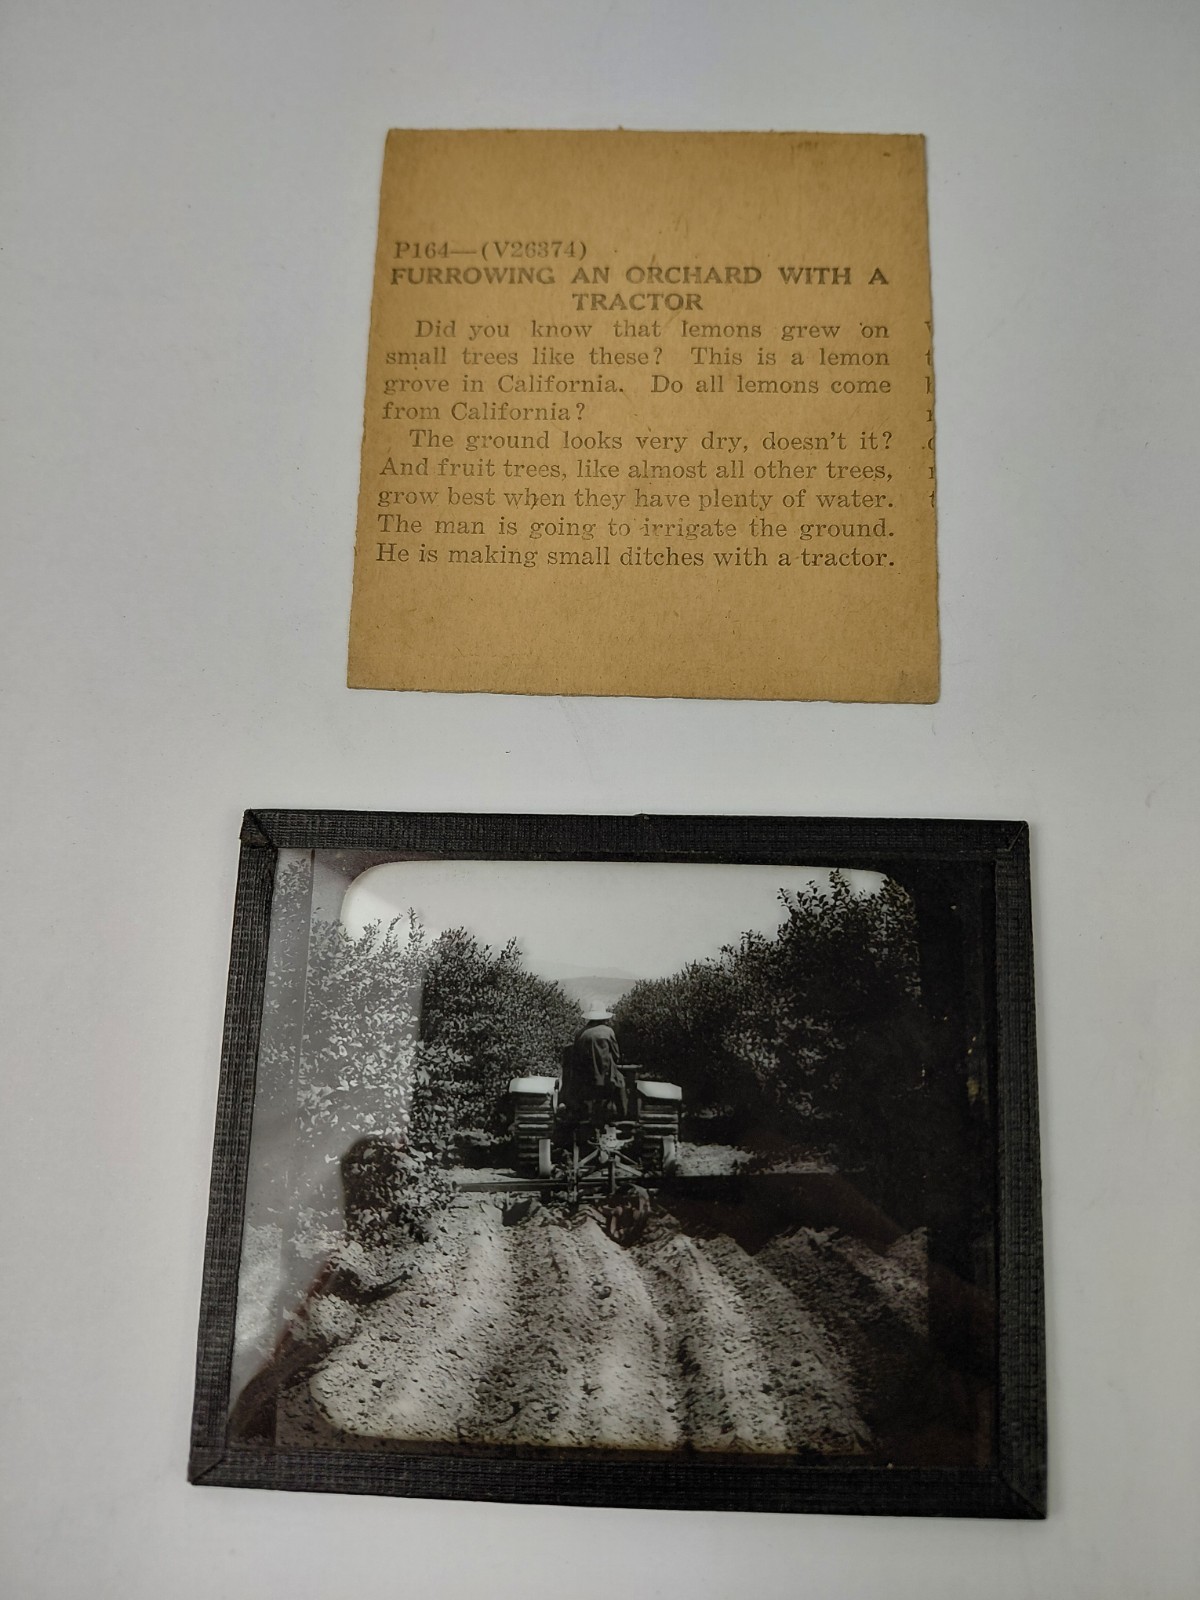 P164—(V26374)
FURROWING AN ORCHARD WITH A
TRACTOR
Did you know that lemons grew on
small trees like these? This is a lemon
grove in California. Do all lemons come
from California?
The ground looks very dry, doesn't it?
And fruit trees, like almost all other trees,
grow best when they have plenty of water.
The man is going to irrigate the ground.
He is making small ditches with a tractor.